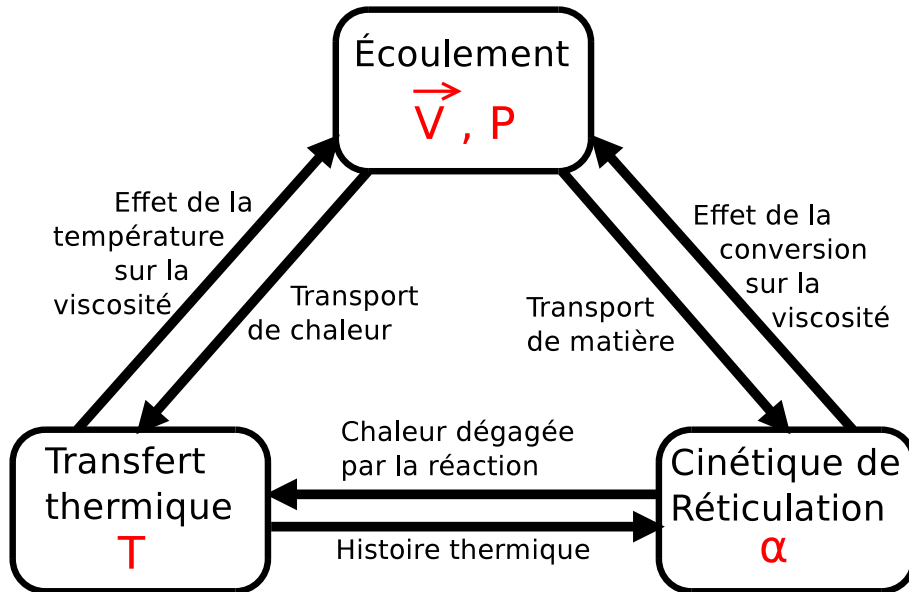 Écoulement
V , P
Effet de la
température
sur la
viscosité
Transport
de chaleur
Transport
de matière
Effet de la
conversion
sur la
viscosité
Transfert
thermique
T
Chaleur dégagée
par la réaction
Histoire thermique
Cinétique de
Réticulation
α